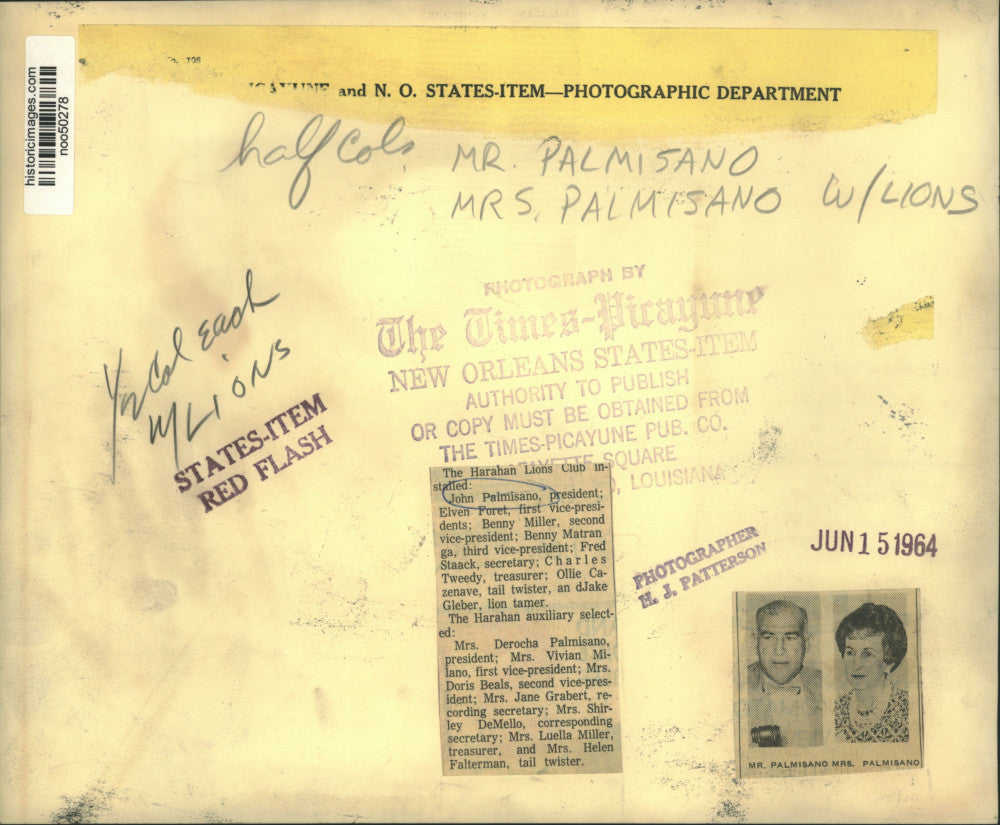 historicimages.com
noo50278
198
and N. O. STATES-ITEM—PHOTOGRAPHIC DEPARTMENT
half Cols
MR. PALMISANO
MRS. PALMISANO W/LIONS
1/2 Col each
W/LIONS
STATES-ITEM
RED FLASH
PHOTOGRAPH BY
The Times-Picayune
NEW ORLEANS STATES-ITEM
AUTHORITY TO PUBLISH
OR COPY MUST BE OBTAINED FROM
THE TIMES-PICAYUNE PUB. CO.
SQUARE
, LOUISIANA
The Harahan Lions Club in-
stalled:
John Palmisano, president;
Elven Foret, first vice-presi-
dents; Benny Miller, second
vice-president; Benny Matran
ga, third vice-president; Fred
Staack, secretary; Charles
Tweedy, treasurer; Ollie Ca-
zenave, tail twister, an dJake
Gleber, lion tamer.
The Harahan auxiliary select-
ed:
Mrs. Derocha Palmisano,
president; Mrs. Vivian Mi-
lano, first vice-president; Mrs.
Doris Beals, second vice-pres-
ident; Mrs. Jane Grabert, re-
cording secretary; Mrs. Shir-
ley DeMello, corresponding
secretary; Mrs. Luella Miller,
treasurer, and Mrs. Helen
Falterman, tail twister.
PHOTOGRAPHER
H. J. PATTERSON
JUN 15 1964
MR. PALMISANO MRS. PALMISANO